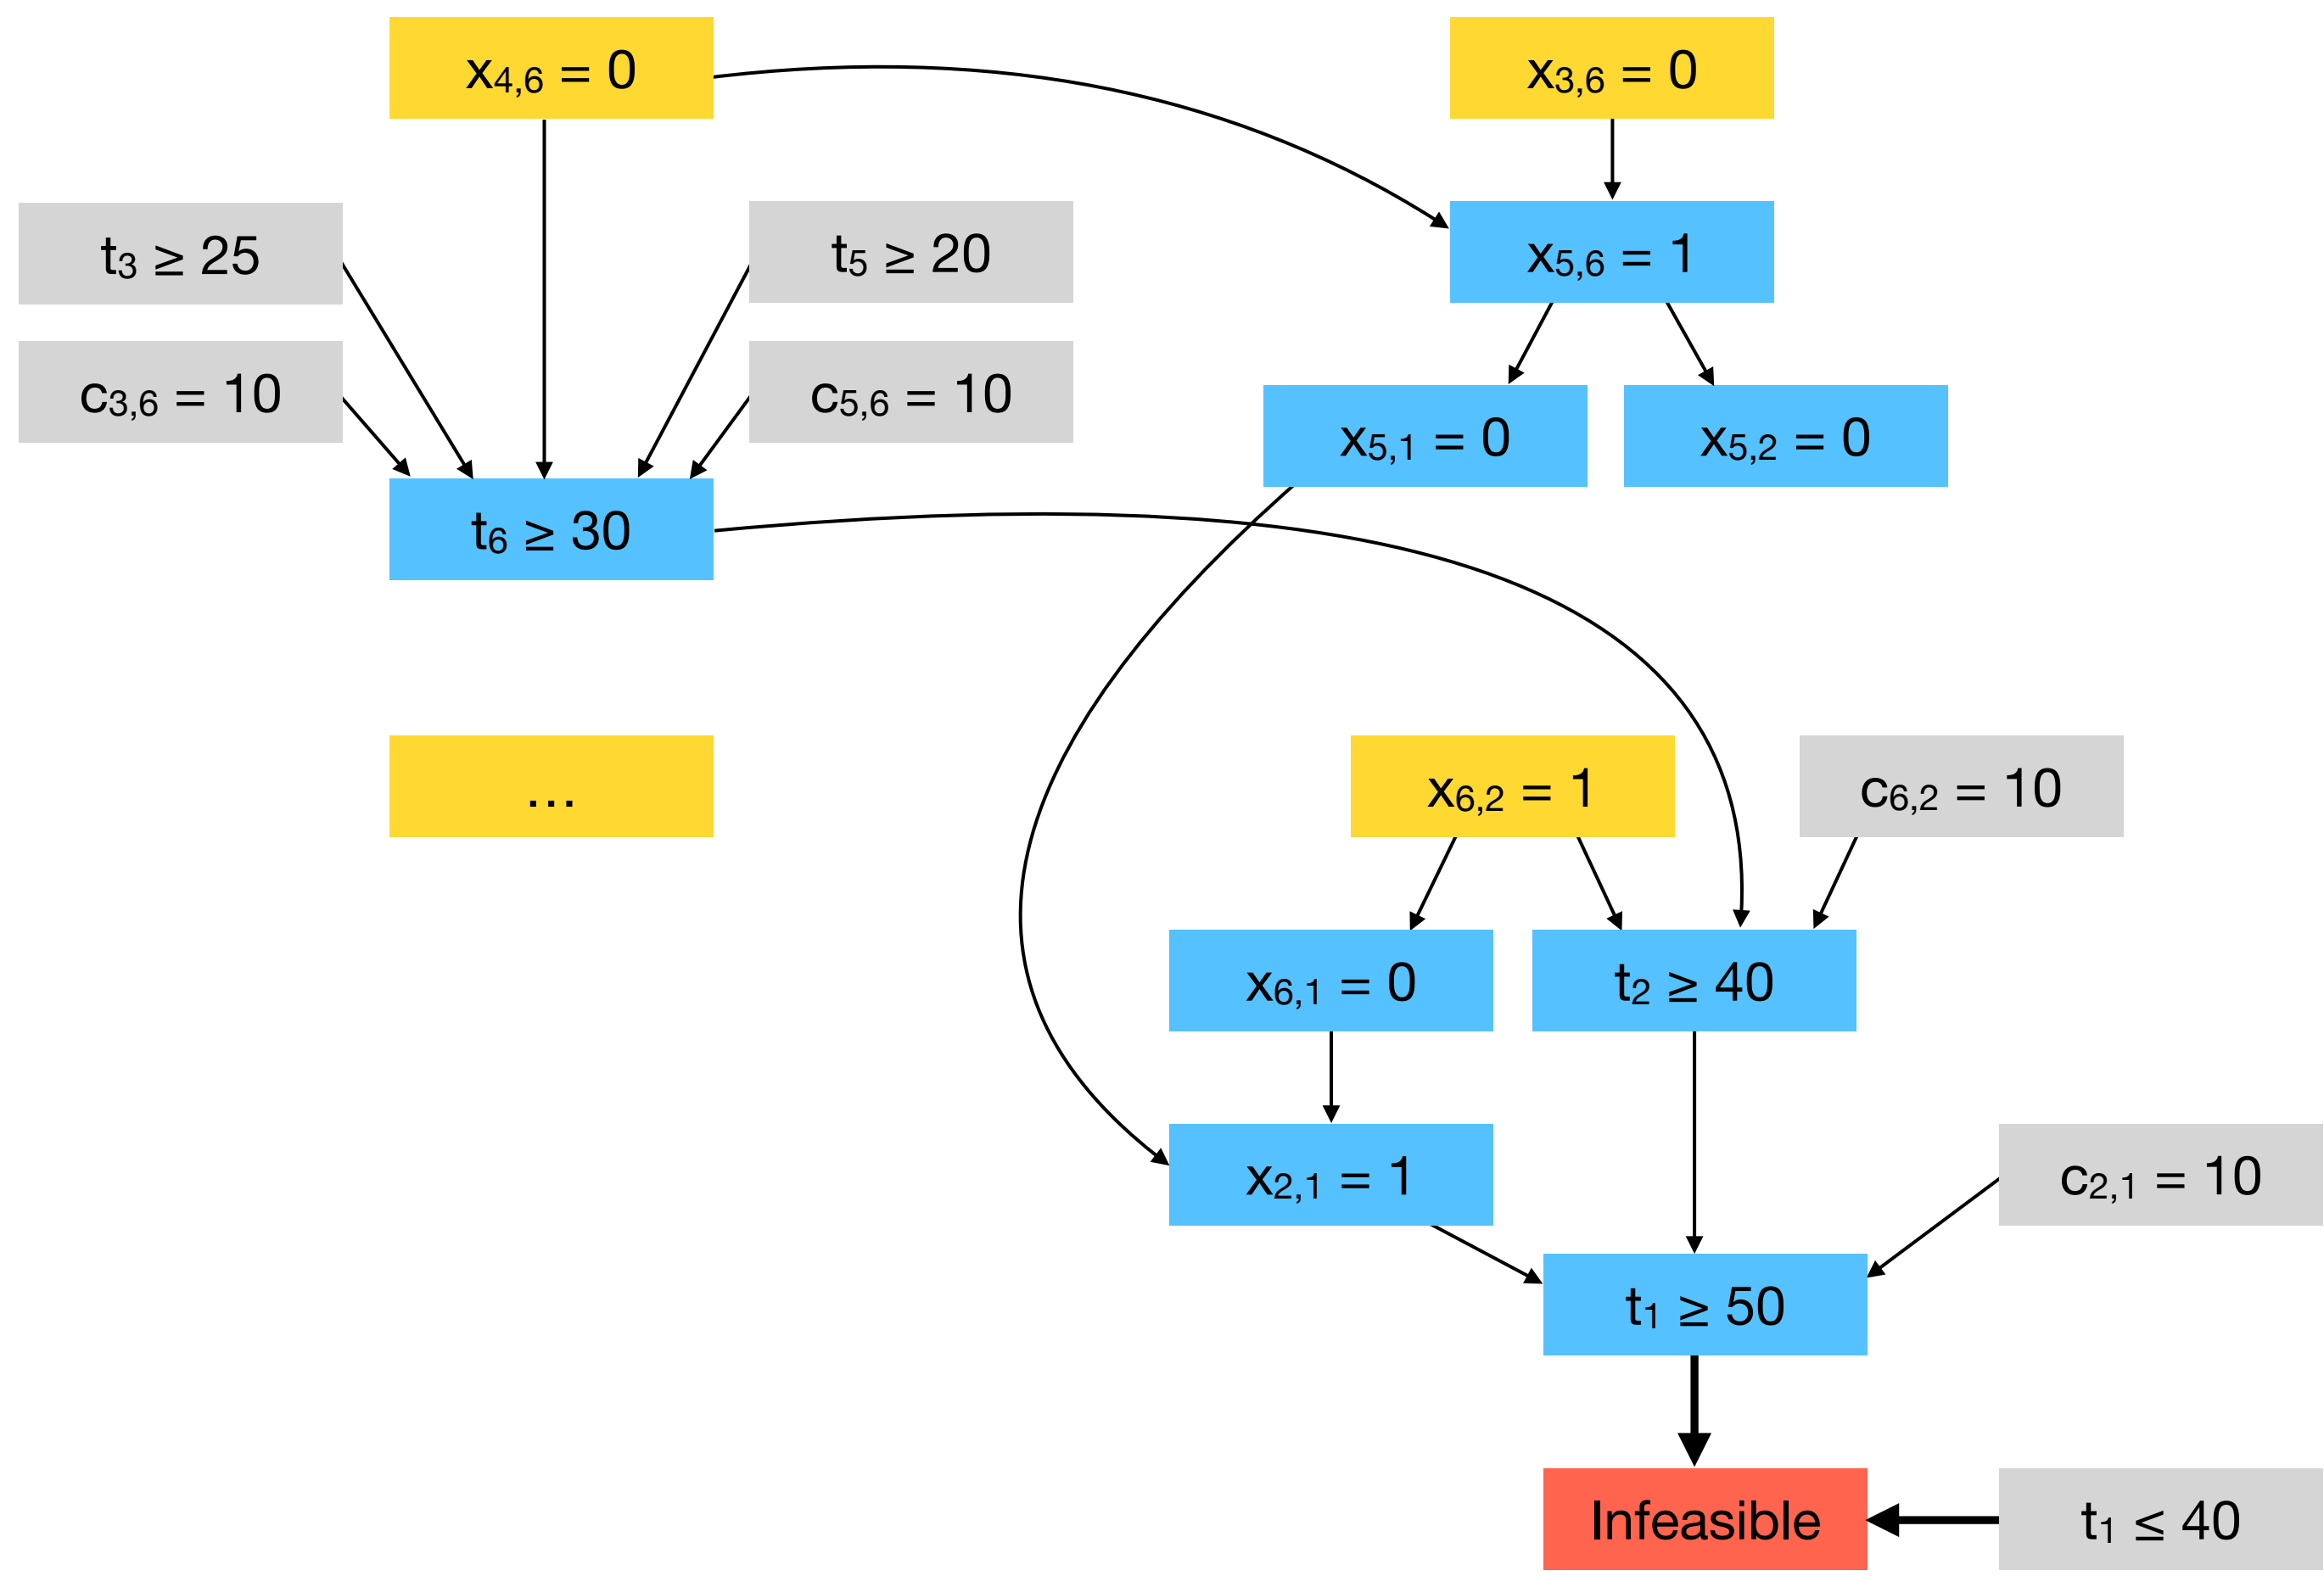 x₄,₆ = 0
x₃,₆ = 0
t₃ ≥ 25
t₅ ≥ 20
x₅,₆ = 1
c₃,₆ = 10
c₅,₆ = 10
x₅,₁ = 0
x₅,₂ = 0
t₆ ≥ 30
...
x₆,₂ = 1
c₆,₂ = 10
x₆,₁ = 0
t₂ ≥ 40
x₂,₁ = 1
c₂,₁ = 10
t₁ ≥ 50
Infeasible
t₁ ≤ 40